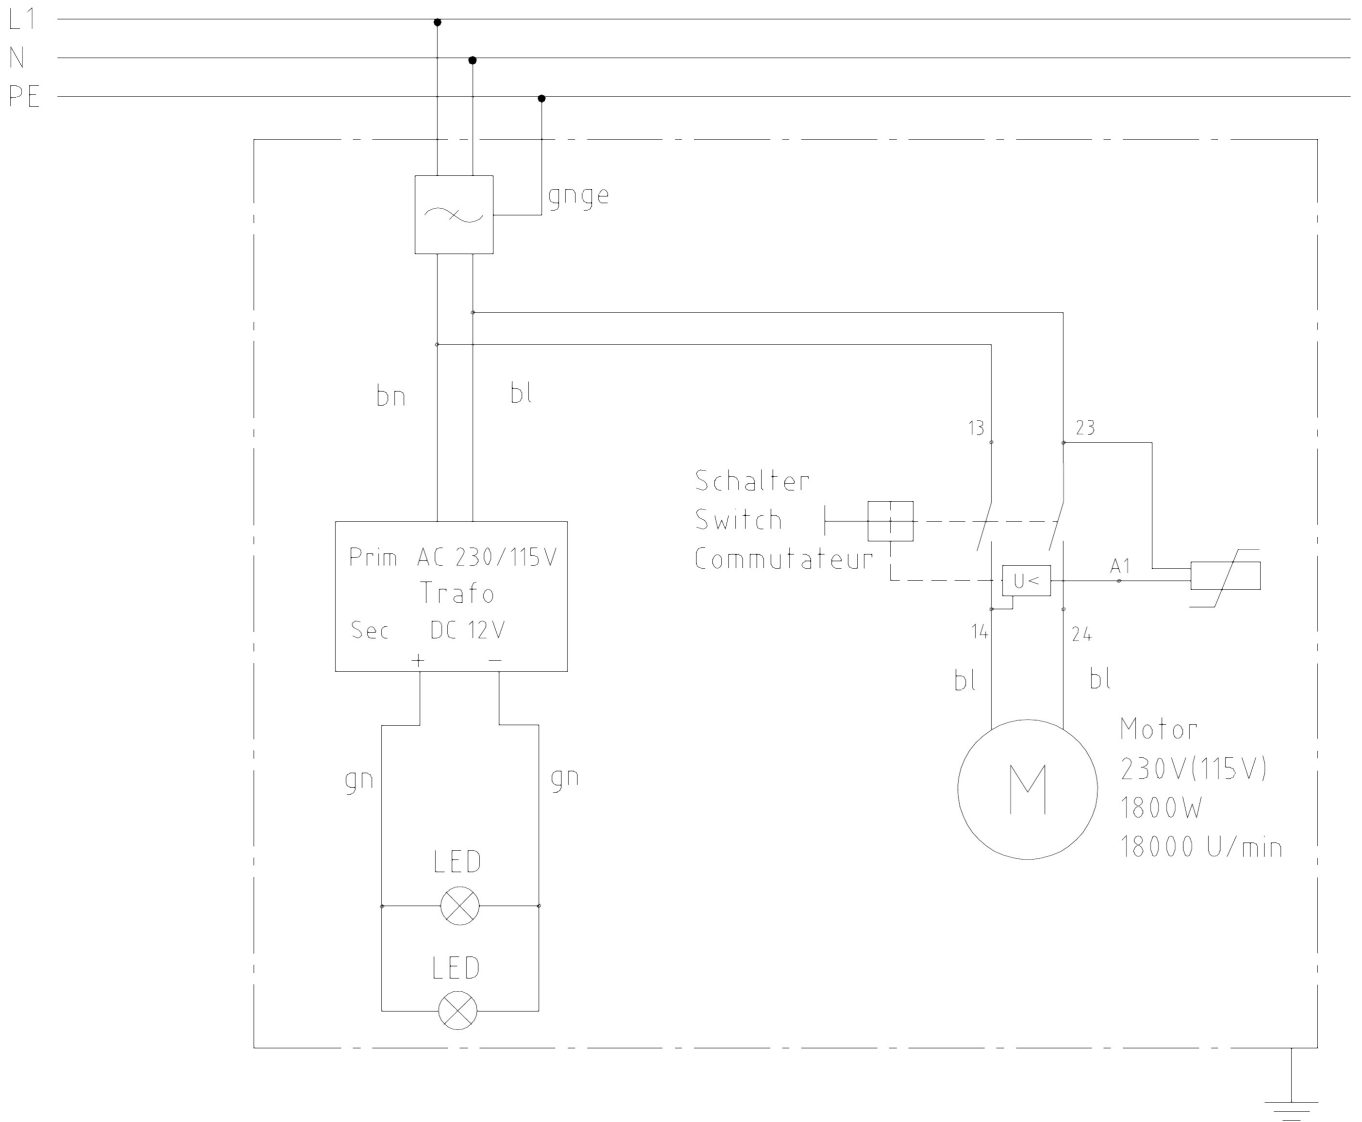 L1
N
PE
gnge
bn
bl
13
23
Schalter
Switch
Commutateur
Prim AC 230/115V
Trafo
Sec DC 12V
+ −
U<
A1
14
24
bl
bl
gn
gn
M
Motor
230V(115V)
1800W
18000 U/min
LED
LED